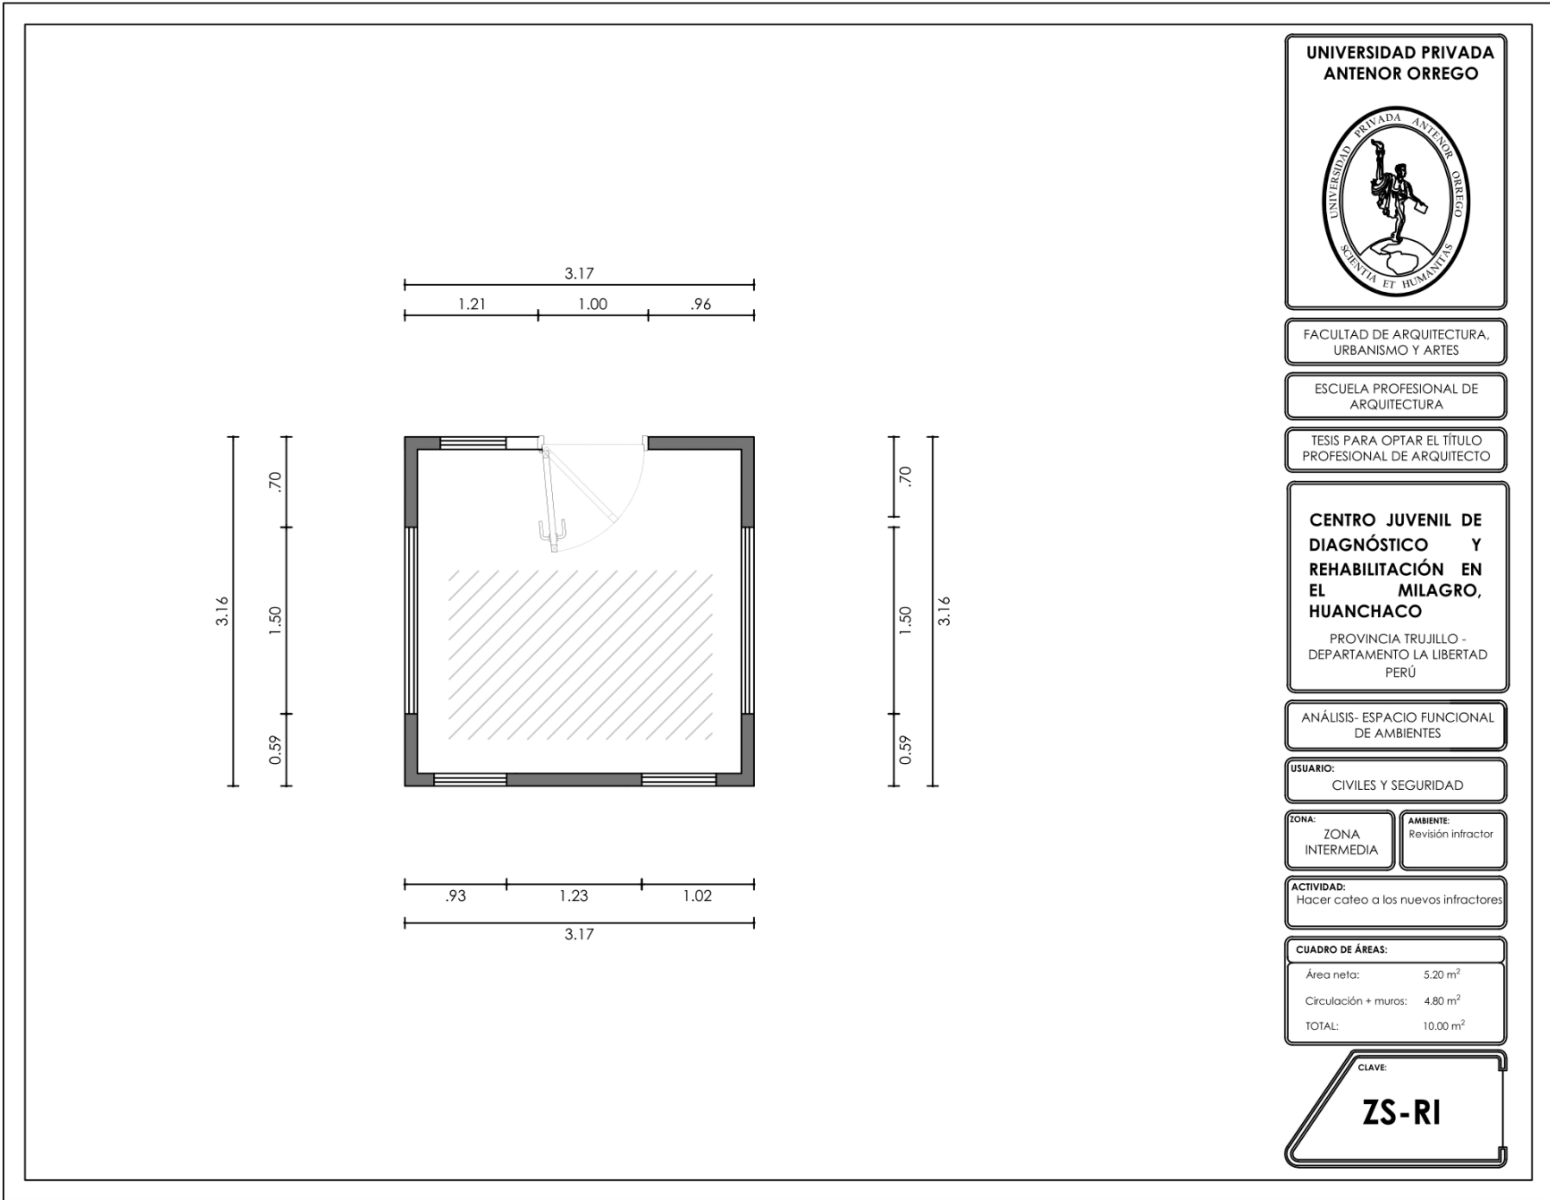 3.17
1.21 1.00 .96
.70
1.50
3.16
0.59
.70
1.50
3.16
0.59
.93 1.23 1.02
3.17
UNIVERSIDAD PRIVADA
ANTENOR ORREGO
UNIVERSIDAD PRIVADA ANTENOR ORREGO
SCIENTIA ET HUMANITAS
FACULTAD DE ARQUITECTURA,
URBANISMO Y ARTES
ESCUELA PROFESIONAL DE
ARQUITECTURA
TESIS PARA OPTAR EL TÍTULO
PROFESIONAL DE ARQUITECTO
CENTRO JUVENIL DE
DIAGNÓSTICO Y
REHABILITACIÓN EN
EL MILAGRO,
HUANCHACO
PROVINCIA TRUJILLO -
DEPARTAMENTO LA LIBERTAD
PERÚ
ANÁLISIS- ESPACIO FUNCIONAL
DE AMBIENTES
USUARIO:
CIVILES Y SEGURIDAD
ZONA:
ZONA
INTERMEDIA
AMBIENTE:
Revisión infractor
ACTIVIDAD:
Hacer cateo a los nuevos infractores
CUADRO DE ÁREAS:
Área neta: 5.20 m²
Circulación + muros: 4.80 m²
TOTAL: 10.00 m²
CLAVE:
ZS-RI